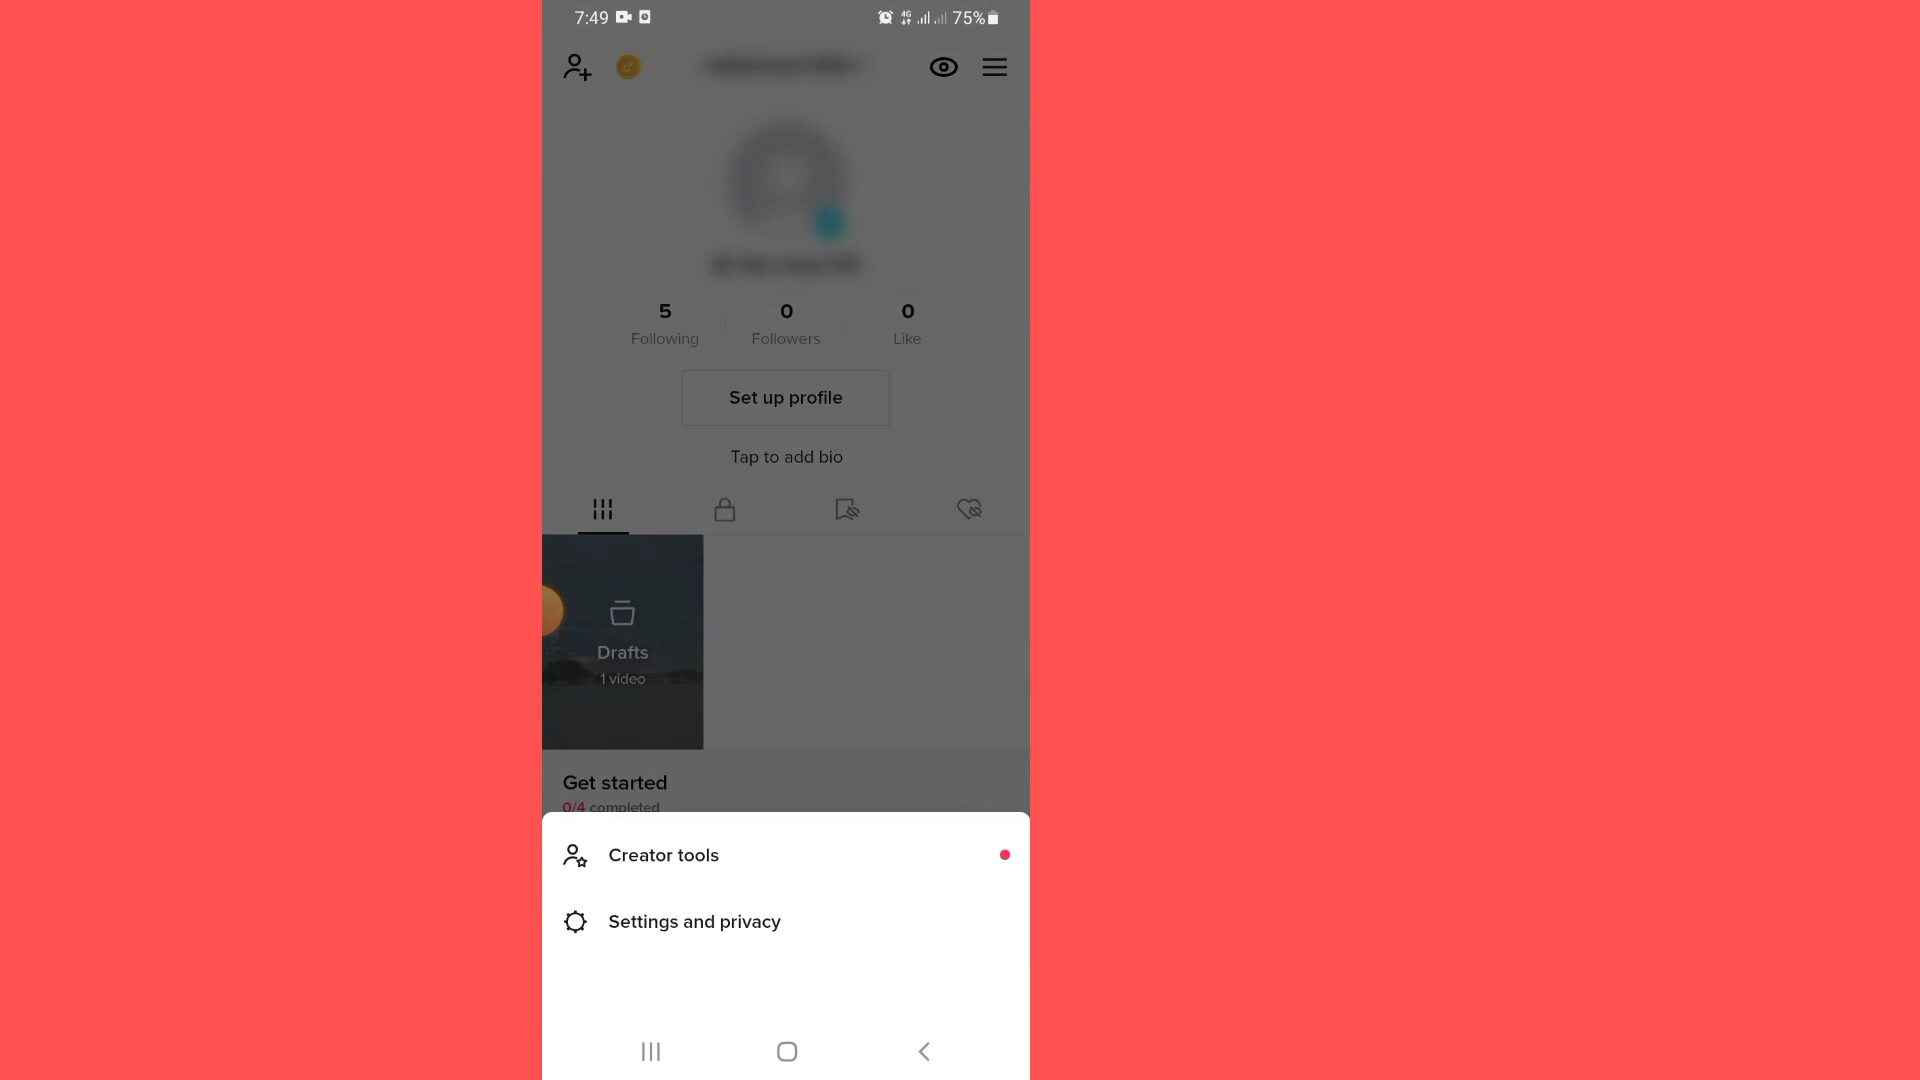 7:49 4G 75%
5 0 0
Following Followers Like
Set up profile
Tap to add bio
Drafts
1 video
Get started
0/4 completed
Creator tools
Settings and privacy